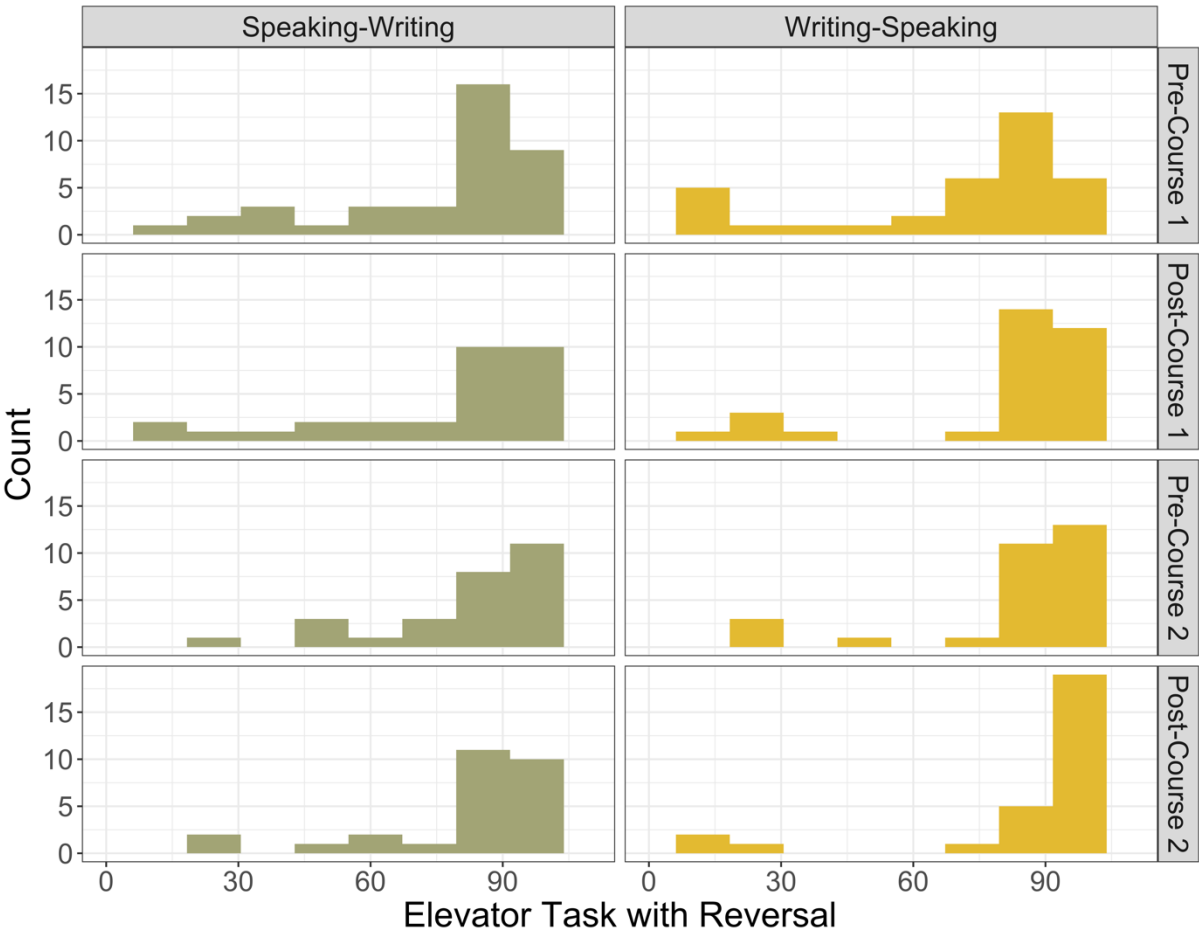 Speaking-Writing
Writing-Speaking
15
10
5
0
Pre-Course 1
15
10
5
0
Post-Course 1
15
10
5
0
Pre-Course 2
15
10
5
0
Post-Course 2
Count
0 30 60 90
0 30 60 90
Elevator Task with Reversal